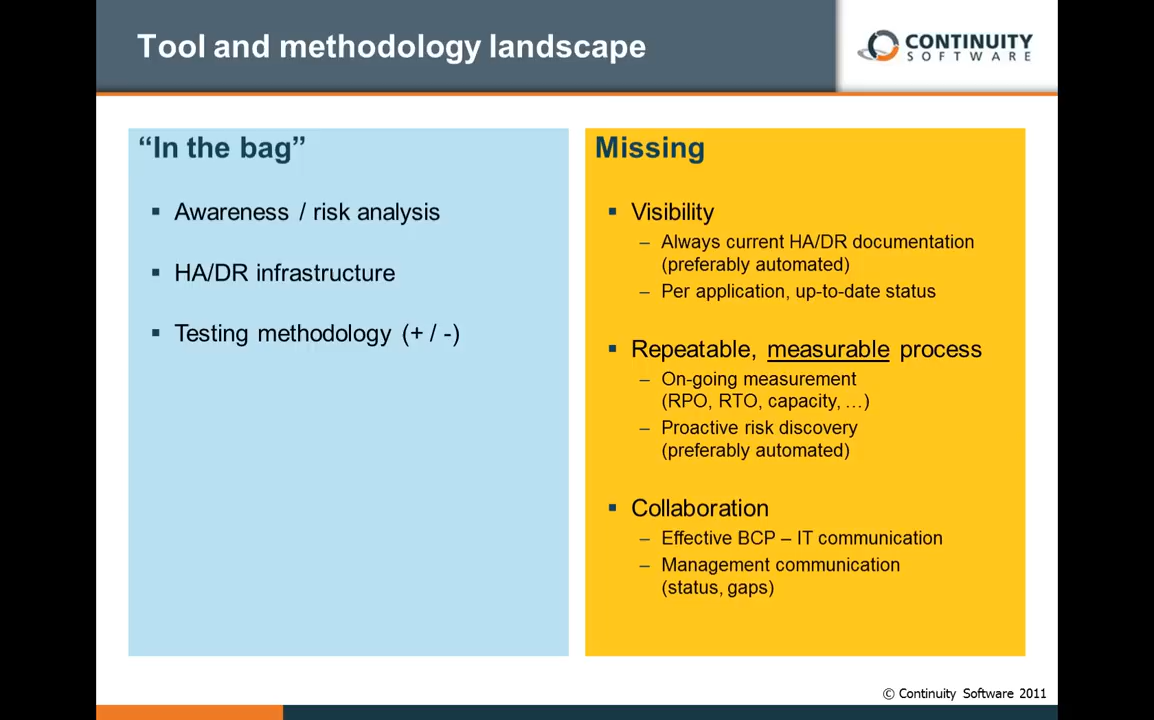 Tool and methodology landscape
CONTINUITY
SOFTWARE
“In the bag”
▪ Awareness / risk analysis
▪ HA/DR infrastructure
▪ Testing methodology (+ / -)
Missing
▪ Visibility
– Always current HA/DR documentation
(preferably automated)
– Per application, up-to-date status
▪ Repeatable, measurable process
– On-going measurement
(RPO, RTO, capacity, …)
– Proactive risk discovery
(preferably automated)
▪ Collaboration
– Effective BCP – IT communication
– Management communication
(status, gaps)
© Continuity Software 2011